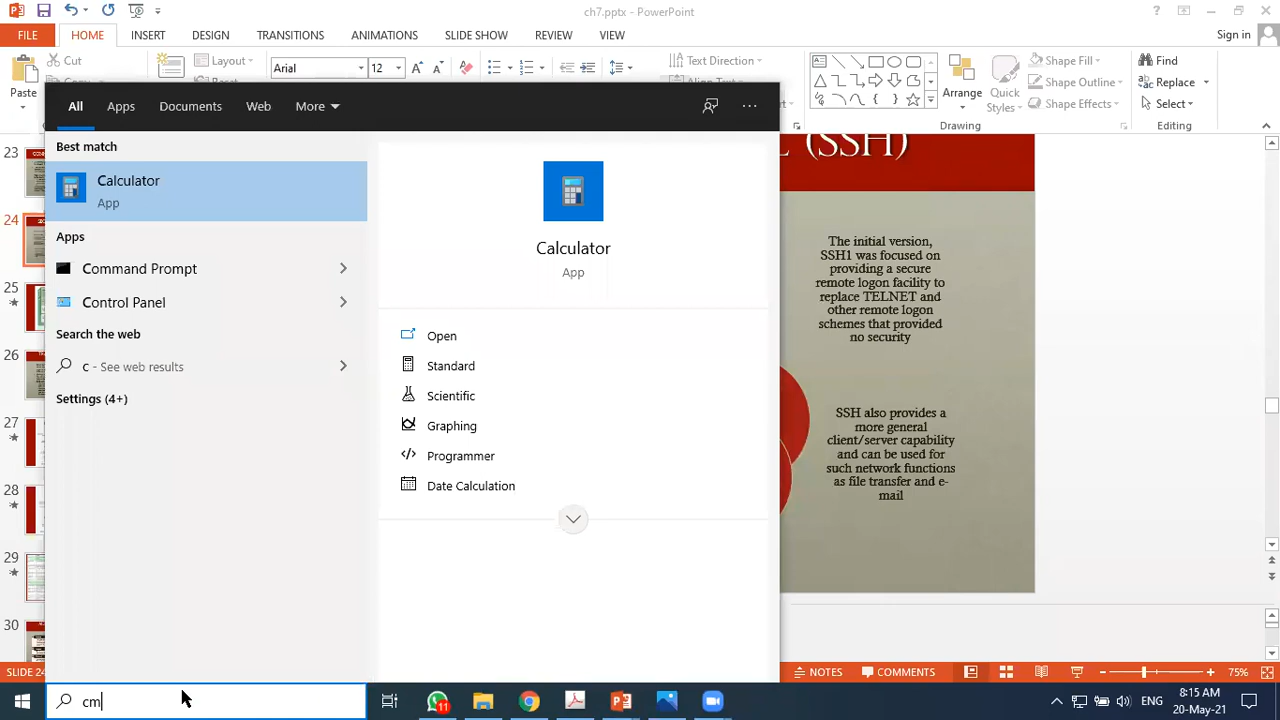 ch7.pptx - PowerPoint
FILE
HOME
INSERT
DESIGN
TRANSITIONS
ANIMATIONS
SLIDE SHOW
REVIEW
VIEW
Sign in
Cut
Paste
Layout
Arial
12
Text Direction
Arrange
Quick
Styles
Shape Fill
Shape Outline
Shape Effects
Drawing
Find
Replace
Select
Editing
All
Apps
Documents
Web
More
Best match
Calculator
App
Apps
Command Prompt
Control Panel
Search the web
c - See web results
Settings (4+)
Calculator
App
Open
Standard
Scientific
Graphing
Programmer
Date Calculation
23
24
25
26
27
28
29
30
(SSH)
The initial version,
SSH1 was focused on
providing a secure
remote logon facility to
replace TELNET and
other remote logon
schemes that provided
no security
SSH also provides a
more general
client/server capability
and can be used for
such network functions
as file transfer and e-
mail
SLIDE 24
NOTES
COMMENTS
75%
cm
11
ENG
8:15 AM
20-May-21